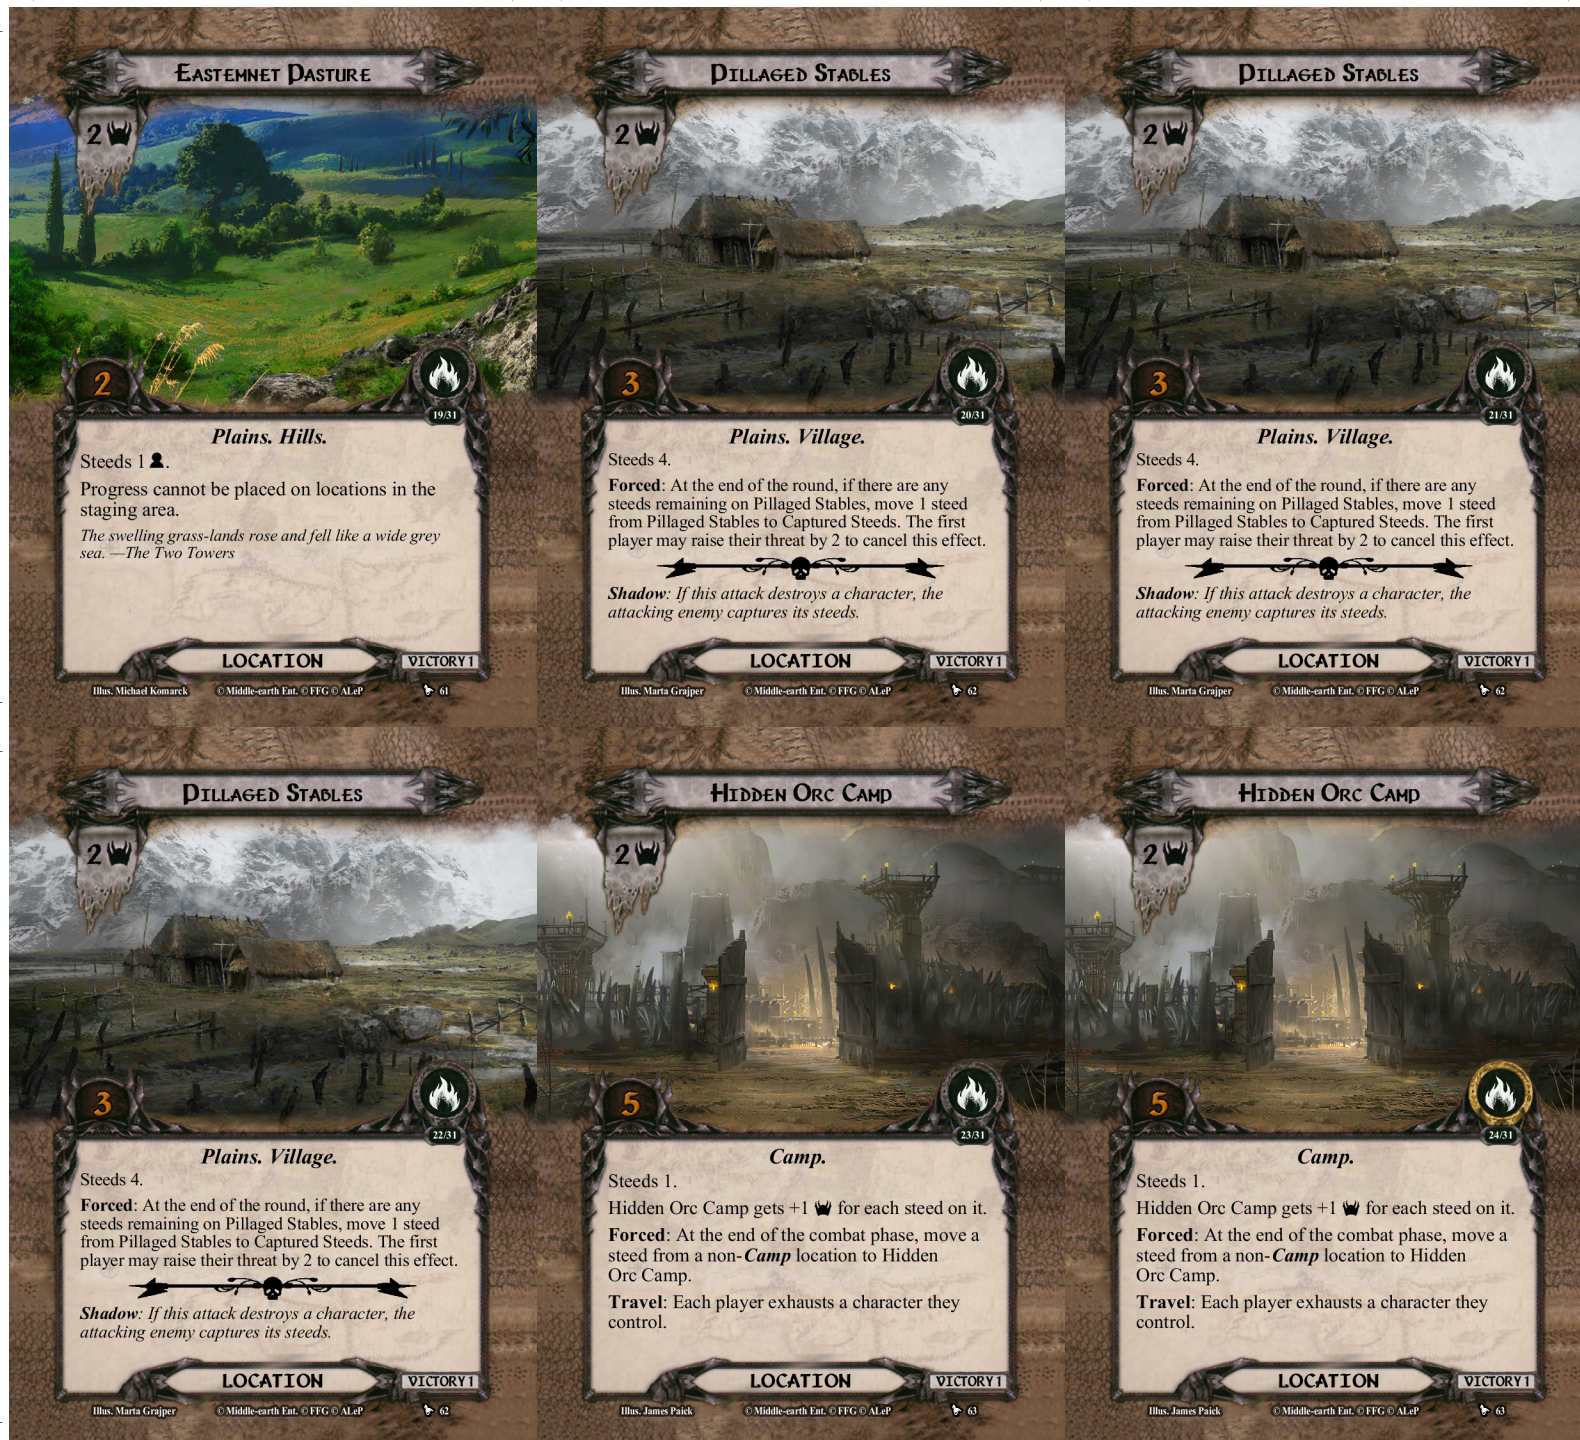 Eastemnet Pasture
2
2
19/31
Plains. Hills.
Steeds 1.
Progress cannot be placed on locations in the
staging area.
The swelling grass-lands rose and fell like a wide grey
sea. —The Two Towers
LOCATION
VICTORY 1
Illus. Michael Komarck
© Middle-earth Ent. © FFG © ALeP
61
Pillaged Stables
2
3
20/31
Plains. Village.
Steeds 4.
Forced: At the end of the round, if there are any
steeds remaining on Pillaged Stables, move 1 steed
from Pillaged Stables to Captured Steeds. The first
player may raise their threat by 2 to cancel this effect.
Shadow: If this attack destroys a character, the
attacking enemy captures its steeds.
LOCATION
VICTORY 1
Illus. Marta Grajper
© Middle-earth Ent. © FFG © ALeP
62
Pillaged Stables
2
3
21/31
Plains. Village.
Steeds 4.
Forced: At the end of the round, if there are any
steeds remaining on Pillaged Stables, move 1 steed
from Pillaged Stables to Captured Steeds. The first
player may raise their threat by 2 to cancel this effect.
Shadow: If this attack destroys a character, the
attacking enemy captures its steeds.
LOCATION
VICTORY 1
Illus. Marta Grajper
© Middle-earth Ent. © FFG © ALeP
62
Pillaged Stables
2
3
22/31
Plains. Village.
Steeds 4.
Forced: At the end of the round, if there are any
steeds remaining on Pillaged Stables, move 1 steed
from Pillaged Stables to Captured Steeds. The first
player may raise their threat by 2 to cancel this effect.
Shadow: If this attack destroys a character, the
attacking enemy captures its steeds.
LOCATION
VICTORY 1
Illus. Marta Grajper
© Middle-earth Ent. © FFG © ALeP
62
Hidden Orc Camp
2
5
23/31
Camp.
Steeds 1.
Hidden Orc Camp gets +1 for each steed on it.
Forced: At the end of the combat phase, move a
steed from a non-Camp location to Hidden
Orc Camp.
Travel: Each player exhausts a character they
control.
LOCATION
VICTORY 1
Illus. James Paick
© Middle-earth Ent. © FFG © ALeP
63
Hidden Orc Camp
2
5
24/31
Camp.
Steeds 1.
Hidden Orc Camp gets +1 for each steed on it.
Forced: At the end of the combat phase, move a
steed from a non-Camp location to Hidden
Orc Camp.
Travel: Each player exhausts a character they
control.
LOCATION
VICTORY 1
Illus. James Paick
© Middle-earth Ent. © FFG © ALeP
63